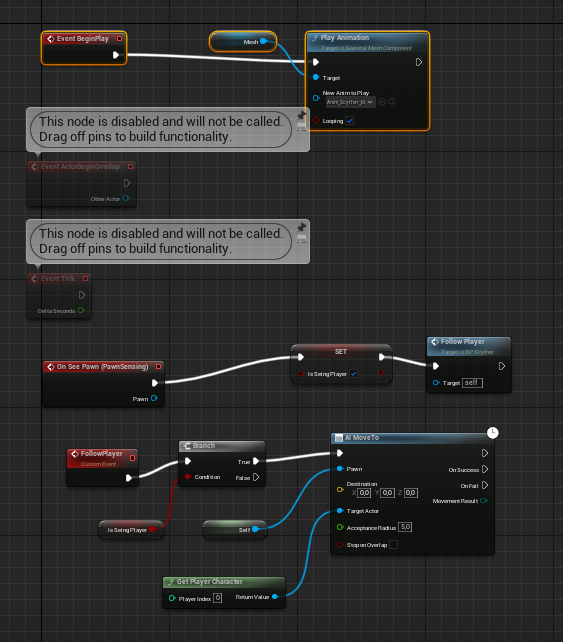 Event BeginPlay
Mesh
Play Animation
Target is Skeletal Mesh Component
Target
New Anim to Play
Looping
This node is disabled and will not be called.
Drag off pins to build functionality.
Event ActorBeginOverlap
Other Actor
This node is disabled and will not be called.
Drag off pins to build functionality.
Event Tick
Delta Seconds
On See Pawn (PawnSensing)
Pawn
SET
Is Seing Player
Follow Player
Target is BP Scyther
Target self
FollowPlayer
Custom Event
Branch
True
Condition
False
Is Seing Player
Self
AI MoveTo
Pawn
On Success
Destination
X 0,0 Y 0,0 Z 0,0
On Fail
Movement Result
Target Actor
Acceptance Radius 5,0
Stop on Overlap
Get Player Character
Player Index 0
Return Value